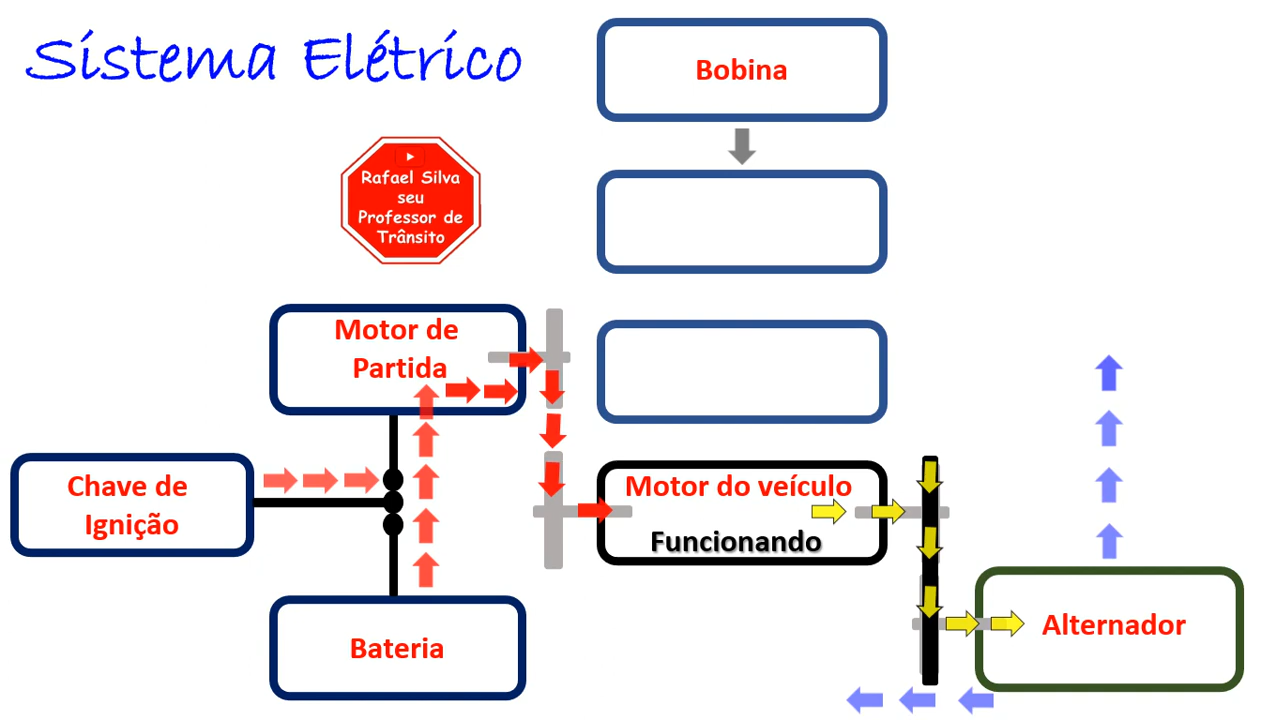 Sistema Elétrico
Bobina
Rafael Silva
seu
Professor de
Trânsito
Motor de
Partida
Chave de
Ignição
Motor do veículo
Funcionando
Bateria
Alternador